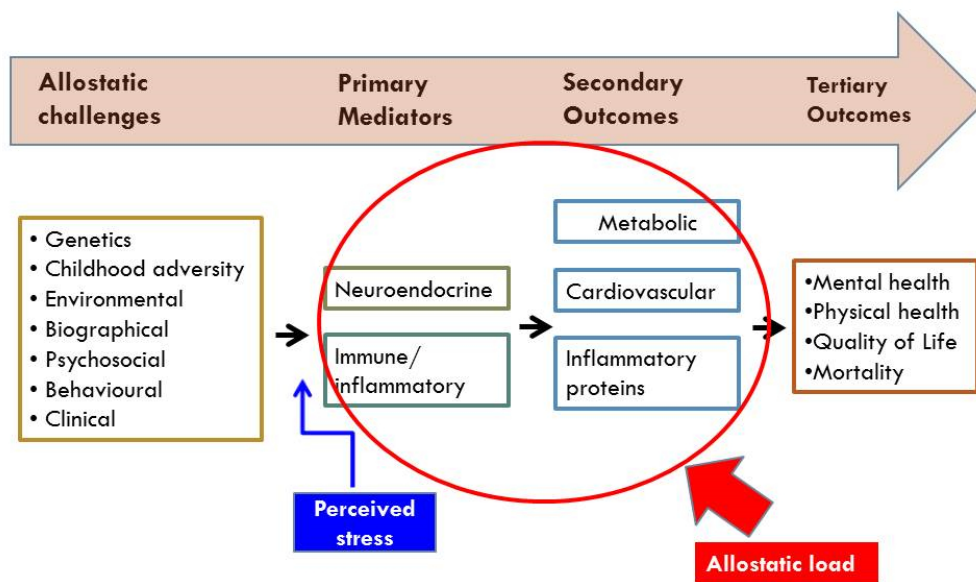 Allostatic
challenges
Primary
Mediators
Secondary
Outcomes
Tertiary
Outcomes
• Genetics
• Childhood adversity
• Environmental
• Biographical
• Psychosocial
• Behavioural
• Clinical
Neuroendocrine
Immune/
inflammatory
Metabolic
Cardiovascular
Inflammatory
proteins
•Mental health
•Physical health
•Quality of Life
•Mortality
Perceived
stress
Allostatic load